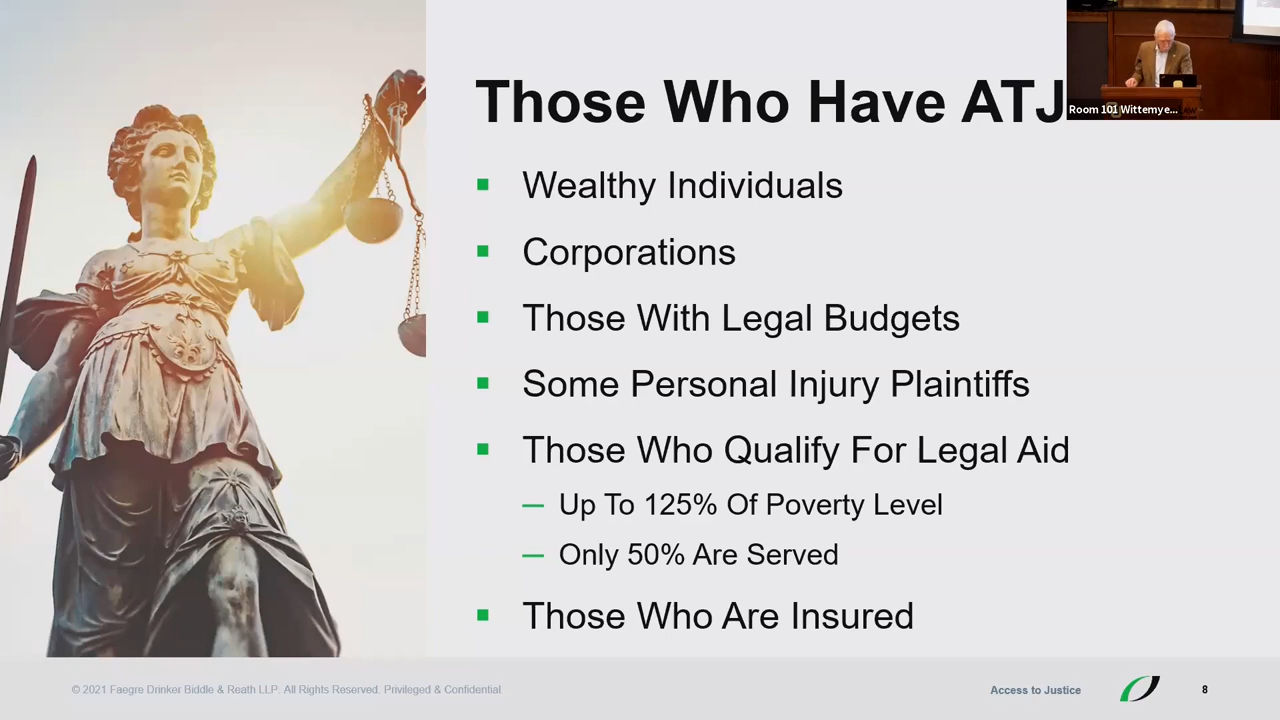 Those Who Have ATJ
Room 101 Wittemye...
Wealthy Individuals
Corporations
Those With Legal Budgets
Some Personal Injury Plaintiffs
Those Who Qualify For Legal Aid
— Up To 125% Of Poverty Level
— Only 50% Are Served
Those Who Are Insured
© 2021 Faegre Drinker Biddle & Reath LLP. All Rights Reserved. Privileged & Confidential.
Access to Justice
8